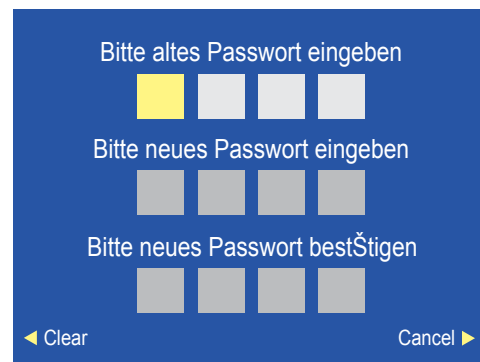 Bitte altes Passwort eingeben
Bitte neues Passwort eingeben
Bitte neues Passwort bestŠtigen
Clear Cancel